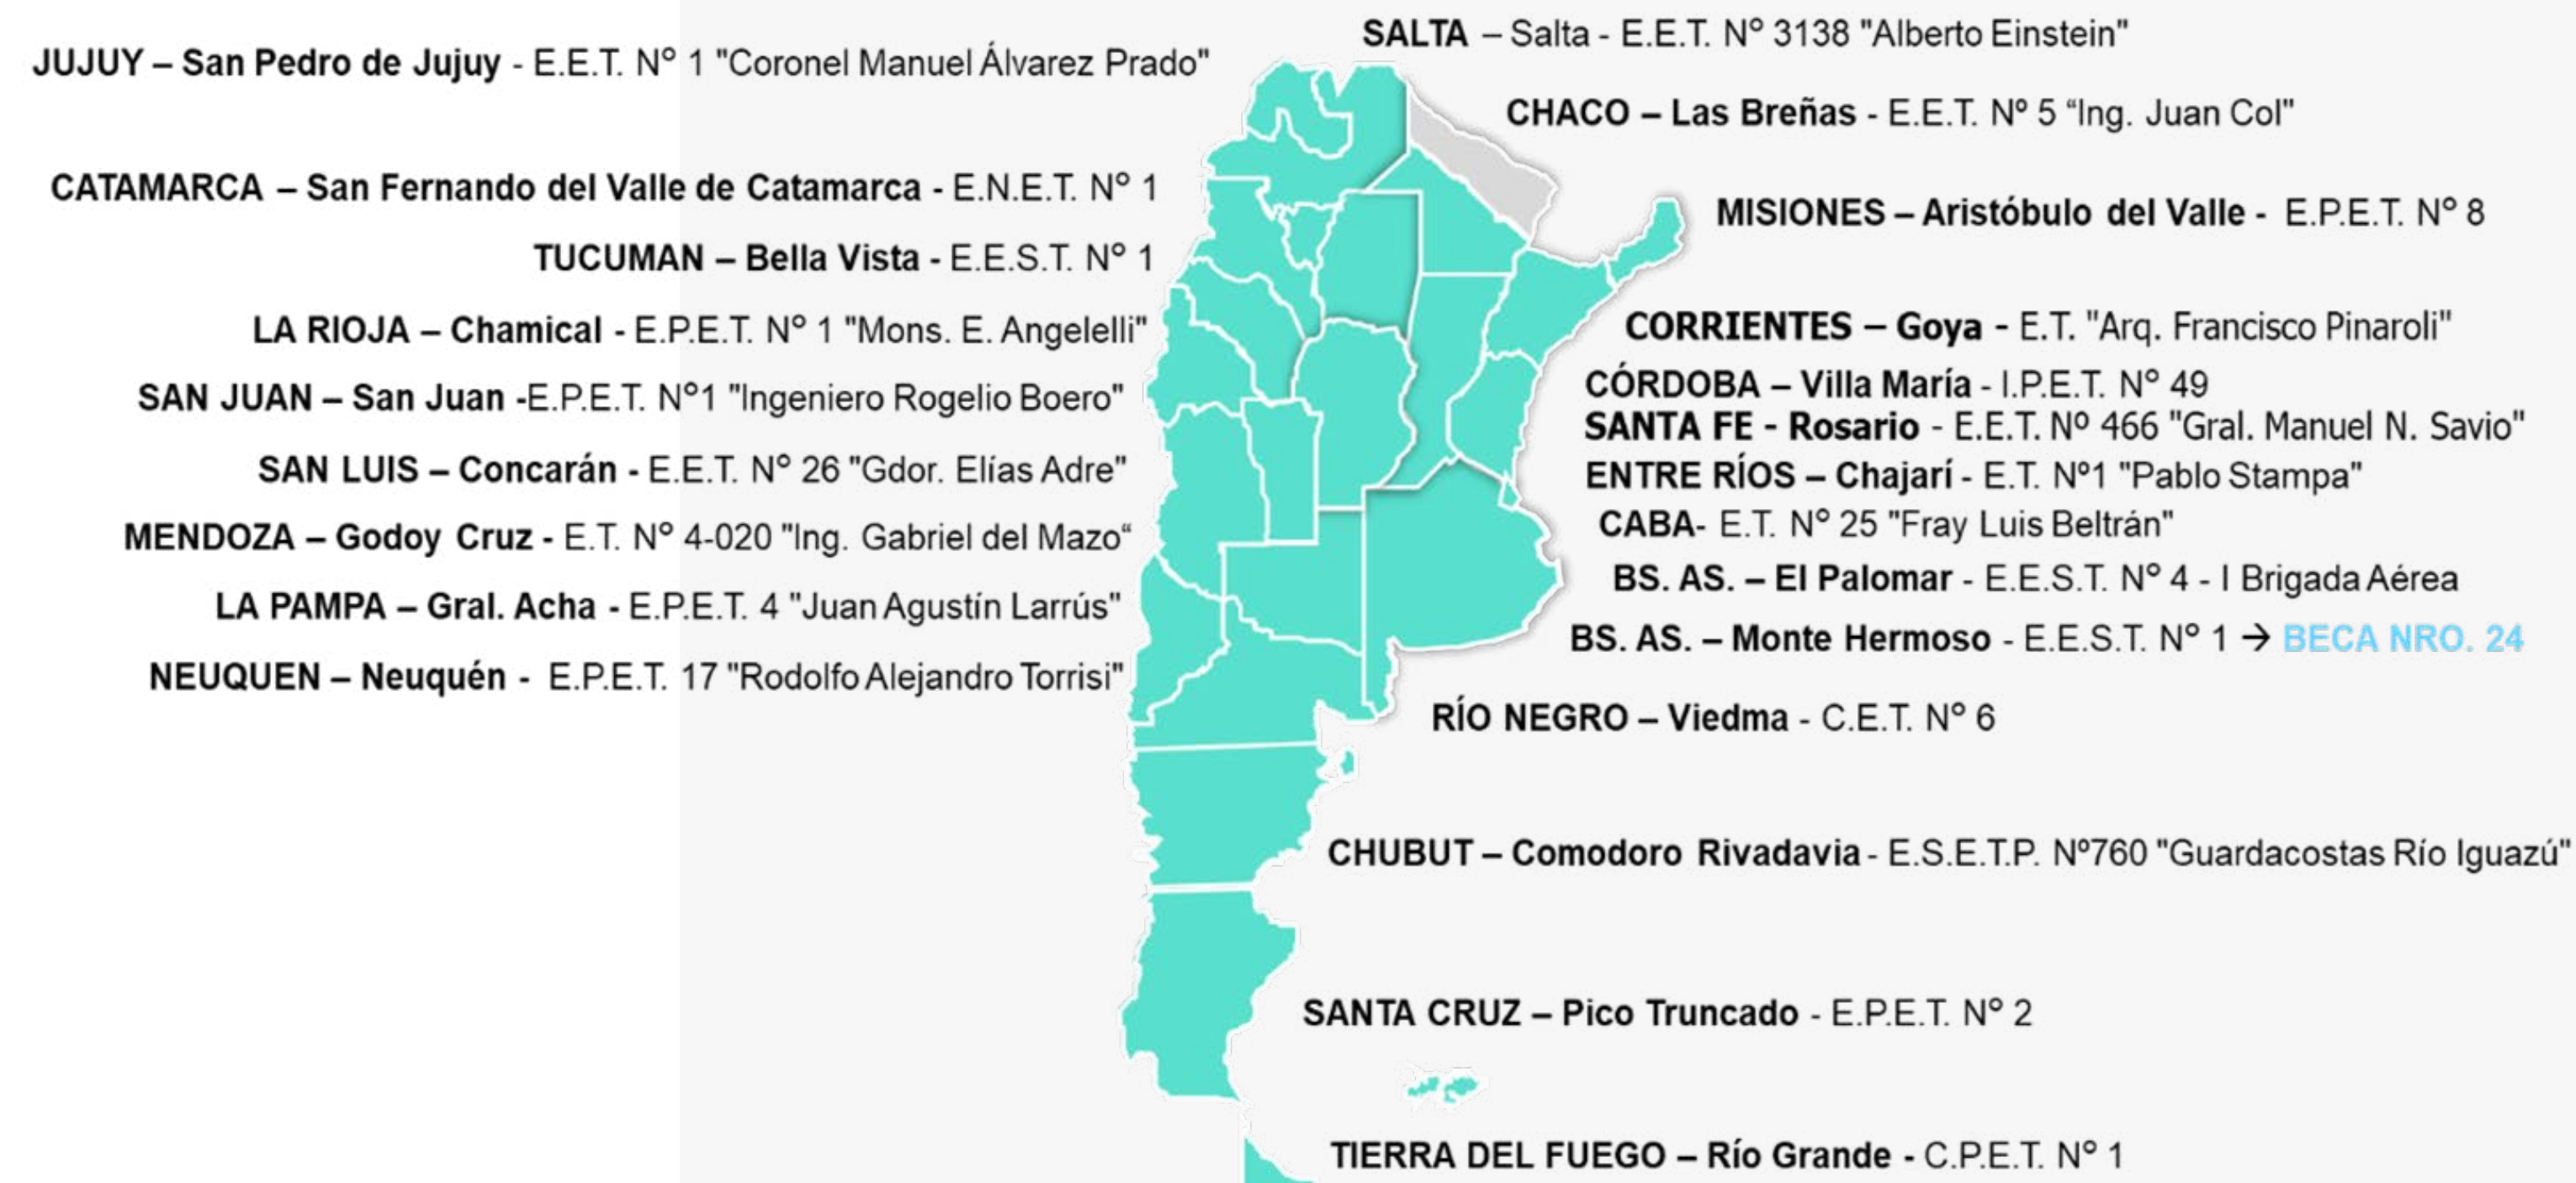 SALTA – Salta - E.E.T. N° 3138 "Alberto Einstein"
JUJUY – San Pedro de Jujuy - E.E.T. N° 1 "Coronel Manuel Álvarez Prado"
CHACO – Las Breñas - E.E.T. Nº 5 “Ing. Juan Col"
CATAMARCA – San Fernando del Valle de Catamarca - E.N.E.T. N° 1
MISIONES – Aristóbulo del Valle - E.P.E.T. N° 8
TUCUMAN – Bella Vista - E.E.S.T. N° 1
LA RIOJA – Chamical - E.P.E.T. N° 1 "Mons. E. Angelelli"
CORRIENTES – Goya - E.T. "Arq. Francisco Pinaroli"
SAN JUAN – San Juan -E.P.E.T. N°1 "Ingeniero Rogelio Boero"
CÓRDOBA – Villa María - I.P.E.T. N° 49
SANTA FE - Rosario - E.E.T. Nº 466 "Gral. Manuel N. Savio"
SAN LUIS – Concarán - E.E.T. N° 26 "Gdor. Elías Adre"
ENTRE RÍOS – Chajarí - E.T. Nº1 "Pablo Stampa"
CABA- E.T. N° 25 "Fray Luis Beltrán"
MENDOZA – Godoy Cruz - E.T. N° 4-020 "Ing. Gabriel del Mazo“
BS. AS. – El Palomar - E.E.S.T. N° 4 - I Brigada Aérea
LA PAMPA – Gral. Acha - E.P.E.T. 4 "Juan Agustín Larrús"
BS. AS. – Monte Hermoso - E.E.S.T. N° 1 → BECA NRO. 24
NEUQUEN – Neuquén - E.P.E.T. 17 "Rodolfo Alejandro Torrisi"
RÍO NEGRO – Viedma - C.E.T. N° 6
CHUBUT – Comodoro Rivadavia - E.S.E.T.P. Nº760 "Guardacostas Río Iguazú"
SANTA CRUZ – Pico Truncado - E.P.E.T. N° 2
TIERRA DEL FUEGO – Río Grande - C.P.E.T. N° 1